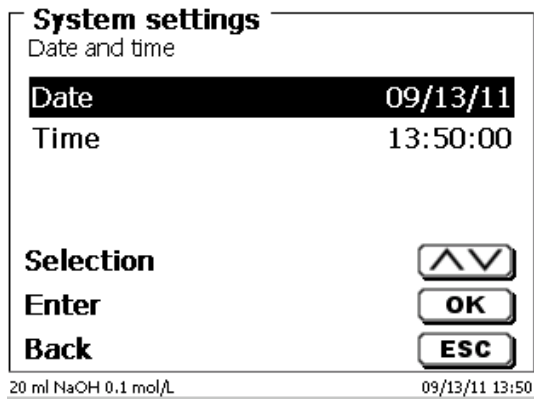 System settings
Date and time
Date 09/13/11
Time 13:50:00
Selection
Enter OK
Back ESC
20 ml NaOH 0.1 mol/L 09/13/11 13:50